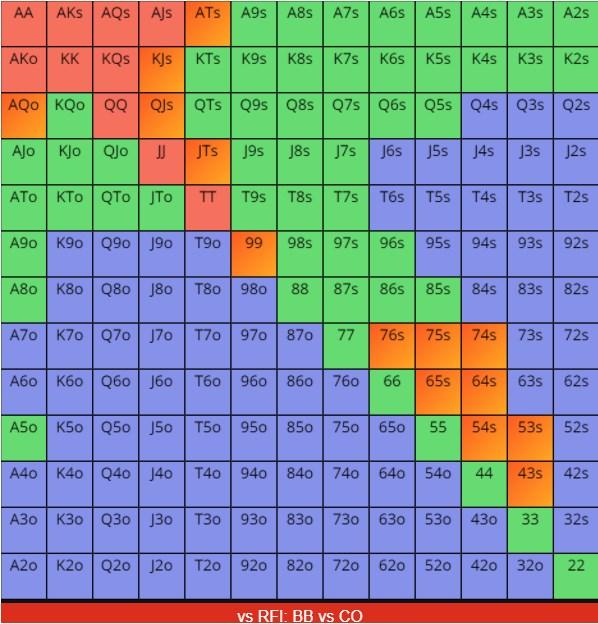 AA AKs AQs AJs ATs A9s A8s A7s A6s A5s A4s A3s A2s
AKo KK KQs KJs KTs K9s K8s K7s K6s K5s K4s K3s K2s
AQo KQo QQ QJs QTs Q9s Q8s Q7s Q6s Q5s Q4s Q3s Q2s
AJo KJo QJo JJ JTs J9s J8s J7s J6s J5s J4s J3s J2s
ATo KTo QTo JTo TT T9s T8s T7s T6s T5s T4s T3s T2s
A9o K9o Q9o J9o T9o 99 98s 97s 96s 95s 94s 93s 92s
A8o K8o Q8o J8o T8o 98o 88 87s 86s 85s 84s 83s 82s
A7o K7o Q7o J7o T7o 97o 87o 77 76s 75s 74s 73s 72s
A6o K6o Q6o J6o T6o 96o 86o 76o 66 65s 64s 63s 62s
A5o K5o Q5o J5o T5o 95o 85o 75o 65o 55 54s 53s 52s
A4o K4o Q4o J4o T4o 94o 84o 74o 64o 54o 44 43s 42s
A3o K3o Q3o J3o T3o 93o 83o 73o 63o 53o 43o 33 32s
A2o K2o Q2o J2o T2o 92o 82o 72o 62o 52o 42o 32o 22
vs RFI: BB vs CO